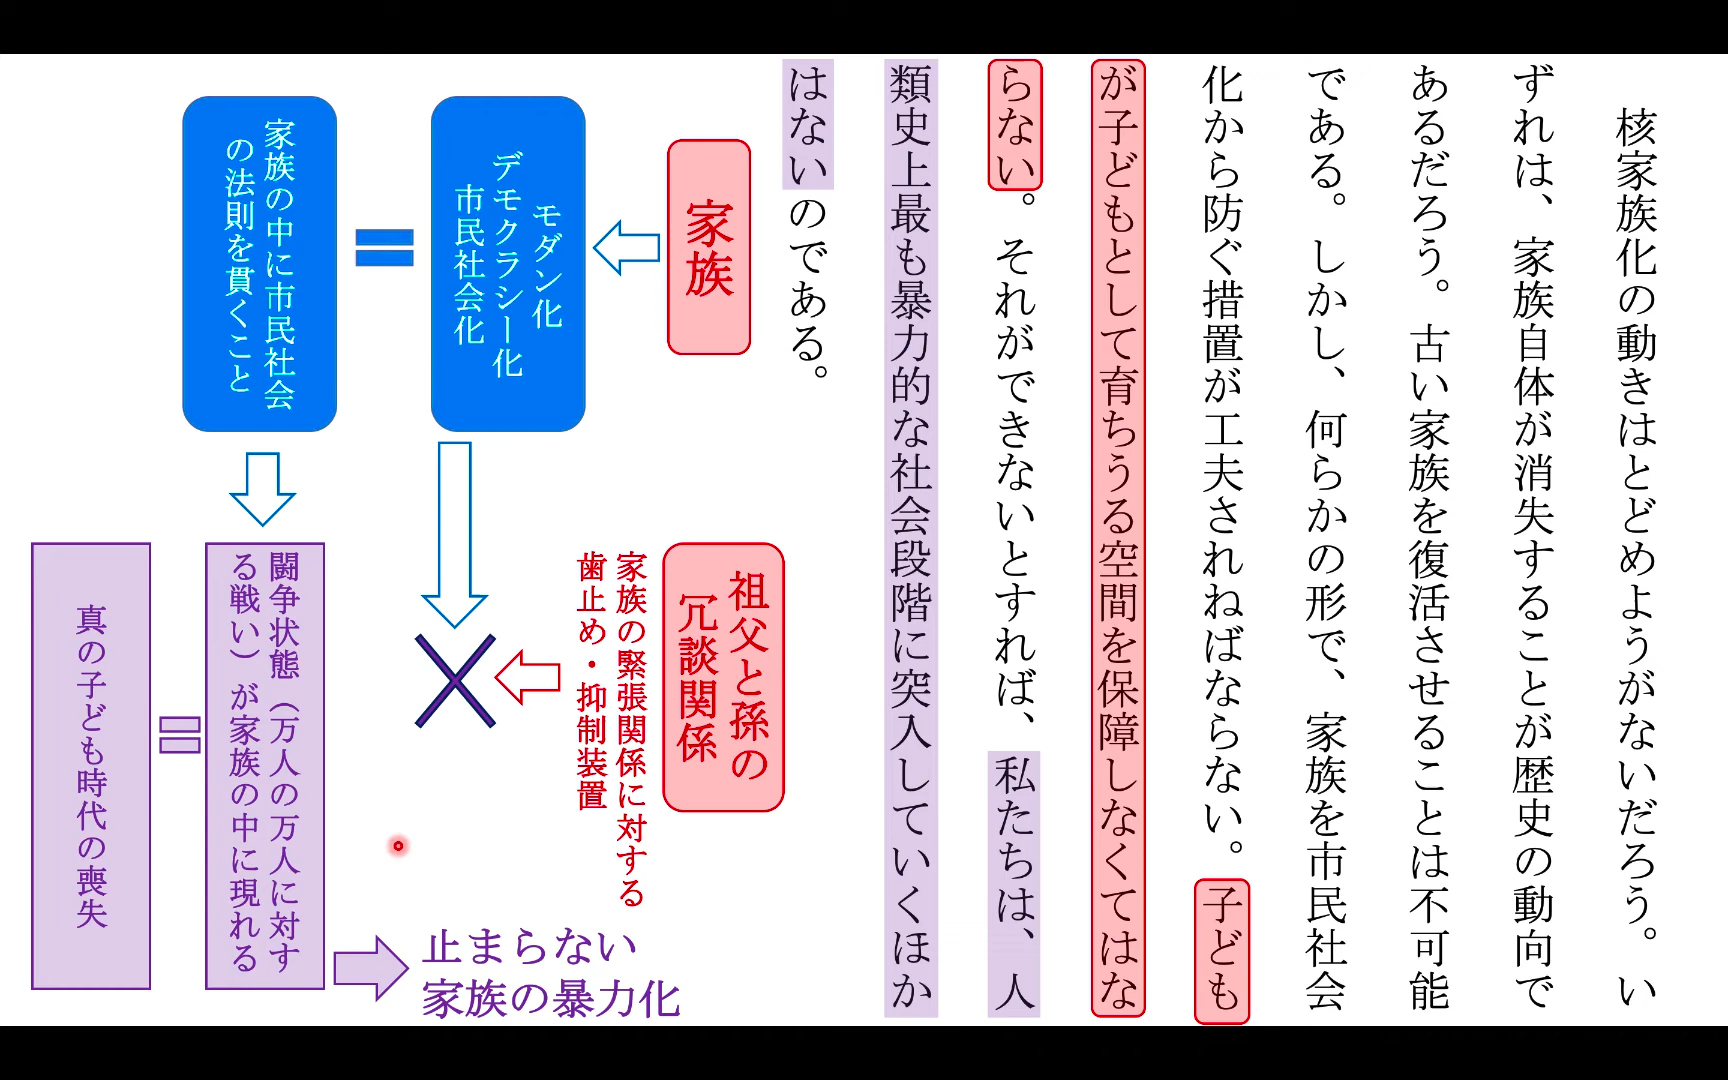 核家族化の動きはとどめようがないだろう。い
ずれは、家族自体が消失することが歴史の動向で
あるだろう。古い家族を復活させることは不可能
である。しかし、何らかの形で、家族を市民社会
化から防ぐ措置が工夫されねばならない。子ども
が子どもとして育ちうる空間を保障しなくてはな
らない。それができないとすれば、私たちは、人
類史上最も暴力的な社会段階に突入していくほか
はないのである。
家族
モダン化
デモクラシー化
市民社会化
家族の中に市民社会
の法則を貫くこと
祖父と孫の
冗談関係
家族の緊張関係に対する
歯止め・抑制装置
闘争状態（万人の万人に対す
る戦い）が家族の中に現れる
真の子ども時代の喪失
止まらない
家族の暴力化